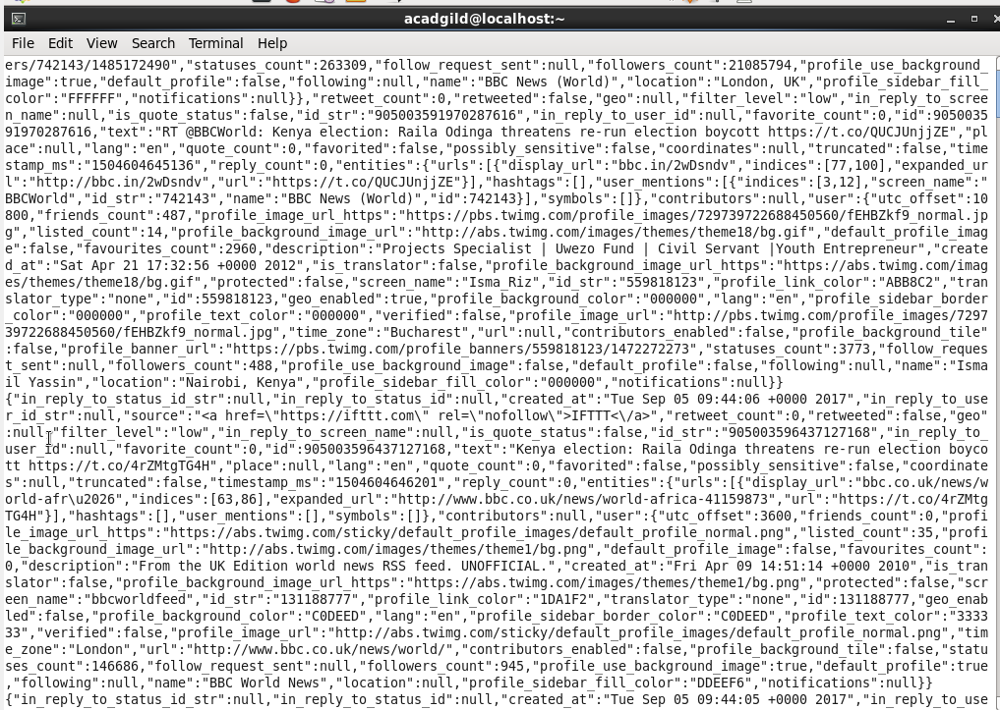 acadgild@localhost:~
File Edit View Search Terminal Help
ers/742143/1485172490","statuses_count":263309,"follow_request_sent":null,"followers_count":21085794,"profile_use_background_
image":true,"default_profile":false,"following":null,"name":"BBC News (World)","location":"London, UK","profile_sidebar_fill_
color":"FFFFFF","notifications":null}},"retweet_count":0,"retweeted":false,"geo":null,"filter_level":"low","in_reply_to_scree
n_name":null,"is_quote_status":false,"id_str":"905003591970287616","in_reply_to_user_id":null,"favorite_count":0,"id":9050035
91970287616,"text":"RT @BBCWorld: Kenya election: Raila Odinga threatens re-run election boycott https://t.co/QUCJUnjjZE","pl
ace":null,"lang":"en","quote_count":0,"favorited":false,"possibly_sensitive":false,"coordinates":null,"truncated":false,"time
stamp_ms":"1504604645136","reply_count":0,"entities":{"urls":[{"display_url":"bbc.in/2wDsndv","indices":[77,100],"expanded_ur
l":"http://bbc.in/2wDsndv","url":"https://t.co/QUCJUnjjZE"}],"hashtags":[],"user_mentions":[{"indices":[3,12],"screen_name":"
BBCWorld","id_str":"742143","name":"BBC News (World)","id":742143}],"symbols":[]},"contributors":null,"user":{"utc_offset":10
800,"friends_count":487,"profile_image_url_https":"https://pbs.twimg.com/profile_images/729739722688450560/fEHBZkf9_normal.jp
g","listed_count":14,"profile_background_image_url":"http://abs.twimg.com/images/themes/theme18/bg.gif","default_profile_imag
e":false,"favourites_count":2960,"description":"Projects Specialist | Uwezo Fund | Civil Servant |Youth Entrepreneur","create
d_at":"Sat Apr 21 17:32:56 +0000 2012","is_translator":false,"profile_background_image_url_https":"https://abs.twimg.com/imag
es/themes/theme18/bg.gif","protected":false,"screen_name":"Isma_Riz","id_str":"559818123","profile_link_color":"ABB8C2","tran
slator_type":"none","id":559818123,"geo_enabled":true,"profile_background_color":"000000","lang":"en","profile_sidebar_border
_color":"000000","profile_text_color":"000000","verified":false,"profile_image_url":"http://pbs.twimg.com/profile_images/7297
39722688450560/fEHBZkf9_normal.jpg","time_zone":"Bucharest","url":null,"contributors_enabled":false,"profile_background_tile"
:false,"profile_banner_url":"https://pbs.twimg.com/profile_banners/559818123/1472272273","statuses_count":3773,"follow_reques
t_sent":null,"followers_count":488,"profile_use_background_image":false,"default_profile":false,"following":null,"name":"Isma
il Yassin","location":"Nairobi, Kenya","profile_sidebar_fill_color":"000000","notifications":null}}
{"in_reply_to_status_id_str":null,"in_reply_to_status_id":null,"created_at":"Tue Sep 05 09:44:06 +0000 2017","in_reply_to_use
r_id_str":null,"source":"<a href=\"https://ifttt.com\" rel=\"nofollow\">IFTTT<\/a>","retweet_count":0,"retweeted":false,"geo"
:null,"filter_level":"low","in_reply_to_screen_name":null,"is_quote_status":false,"id_str":"905003596437127168","in_reply_to_
user_id":null,"favorite_count":0,"id":905003596437127168,"text":"Kenya election: Raila Odinga threatens re-run election boyco
tt https://t.co/4rZMtgTG4H","place":null,"lang":"en","quote_count":0,"favorited":false,"possibly_sensitive":false,"coordinate
s":null,"truncated":false,"timestamp_ms":"1504604646201","reply_count":0,"entities":{"urls":[{"display_url":"bbc.co.uk/news/w
orld-afr\u2026","indices":[63,86],"expanded_url":"http://www.bbc.co.uk/news/world-africa-41159873","url":"https://t.co/4rZMtg
TG4H"}],"hashtags":[],"user_mentions":[],"symbols":[]},"contributors":null,"user":{"utc_offset":3600,"friends_count":0,"profi
le_image_url_https":"https://abs.twimg.com/sticky/default_profile_images/default_profile_normal.png","listed_count":35,"profi
le_background_image_url":"http://abs.twimg.com/images/themes/theme1/bg.png","default_profile_image":false,"favourites_count":
0,"description":"From the UK Edition world news RSS feed. UNOFFICIAL.","created_at":"Fri Apr 09 14:51:14 +0000 2010","is_tran
slator":false,"profile_background_image_url_https":"https://abs.twimg.com/images/themes/theme1/bg.png","protected":false,"scr
een_name":"bbcworldfeed","id_str":"131188777","profile_link_color":"1DA1F2","translator_type":"none","id":131188777,"geo_enab
led":false,"profile_background_color":"C0DEED","lang":"en","profile_sidebar_border_color":"C0DEED","profile_text_color":"3333
33","verified":false,"profile_image_url":"http://abs.twimg.com/sticky/default_profile_images/default_profile_normal.png","tim
e_zone":"London","url":"http://www.bbc.co.uk/news/world/","contributors_enabled":false,"profile_background_tile":false,"statu
ses_count":146686,"follow_request_sent":null,"followers_count":945,"profile_use_background_image":true,"default_profile":true
,"following":null,"name":"BBC World News","location":null,"profile_sidebar_fill_color":"DDEEF6","notifications":null}}
{"in_reply_to_status_id_str":null,"in_reply_to_status_id":null,"created_at":"Tue Sep 05 09:44:05 +0000 2017","in_reply_to_use